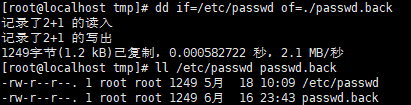 [root@localhost tmp]# dd if=/etc/passwd of=./passwd.back
记录了2+1 的读入
记录了2+1 的写出
1249字节(1.2 kB)已复制，0.000582722 秒，2.1 MB/秒
[root@localhost tmp]# ll /etc/passwd passwd.back
-rw-r--r--. 1 root root 1249 5月  18 10:09 /etc/passwd
-rw-r--r--. 1 root root 1249 6月  16 23:43 passwd.back